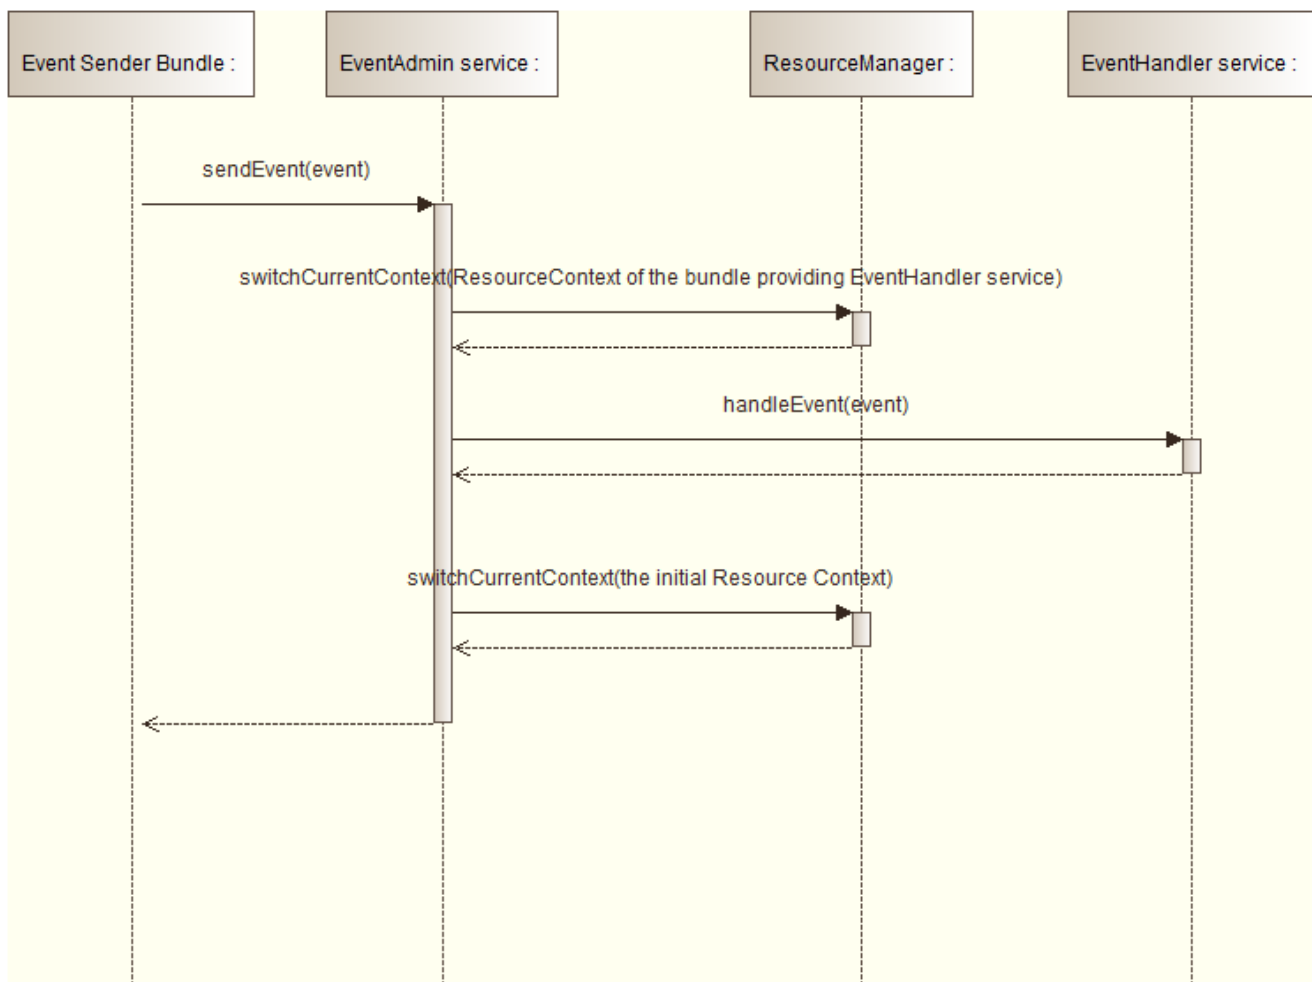 Event Sender Bundle :
EventAdmin service :
ResourceManager :
EventHandler service :
sendEvent(event)
switchCurrentContext(ResourceContext of the bundle providing EventHandler service)
handleEvent(event)
switchCurrentContext(the initial Resource Context)